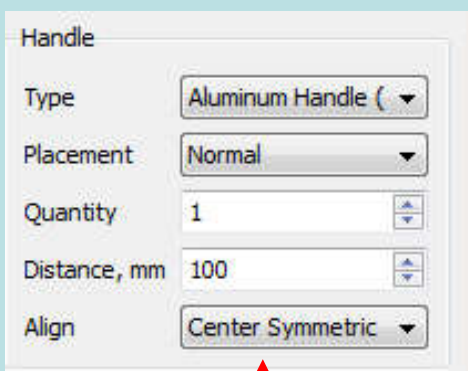 Handle
Type Aluminum Handle (
Placement Normal
Quantity 1
Distance, mm 100
Align Center Symmetric